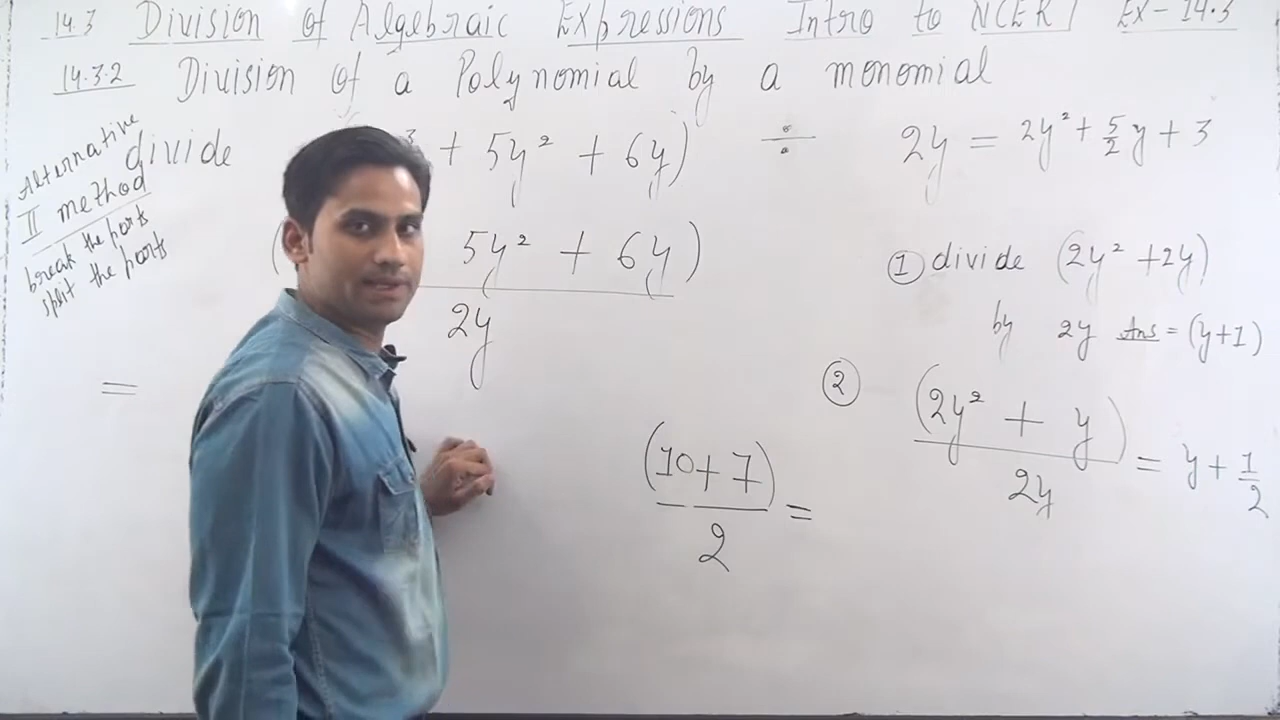 14.3 Division of Algebraic Expressions Intro to NCERT EX-14.3
14.3.2 Division of a Polynomial by a monomial
Alternative
II method
break the parts
split the parts
divide ³ + 5y² + 6y) ÷ 2y = 2y² + 5/2 y + 3
( 5y² + 6y)
2y
=
(10+7)
2 =
① divide (2y² +2y)
by 2y Ans = (y+1)
② (2y² + y)
2y = y + 1/2